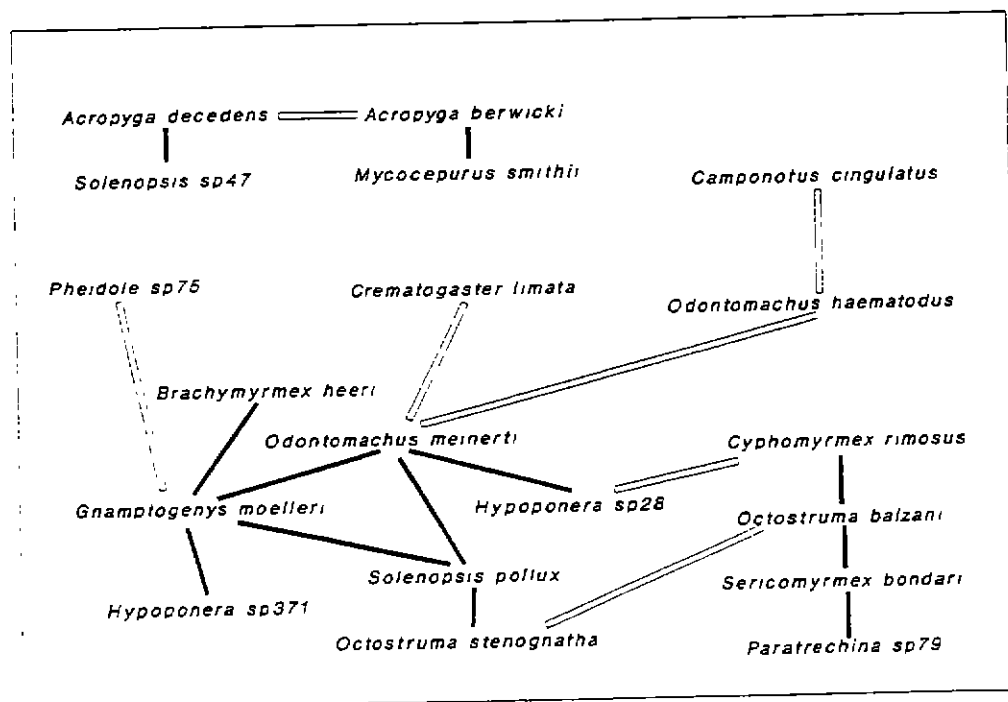 Acropyga decedens
Acropyga berwicki
Solenopsis sp47
Mycocepurus smithii
Camponotus cingulatus
Pheidole sp75
Crematogaster limata
Odontomachus haematodus
Brachymyrmex heeri
Odontomachus meinerti
Cyphomyrmex rimosus
Gnamptogenys moelleri
Hypoponera sp28
Octostruma balzani
Solenopsis pollux
Sericomyrmex bondari
Hypoponera sp371
Octostruma stenognatha
Paratrechina sp79